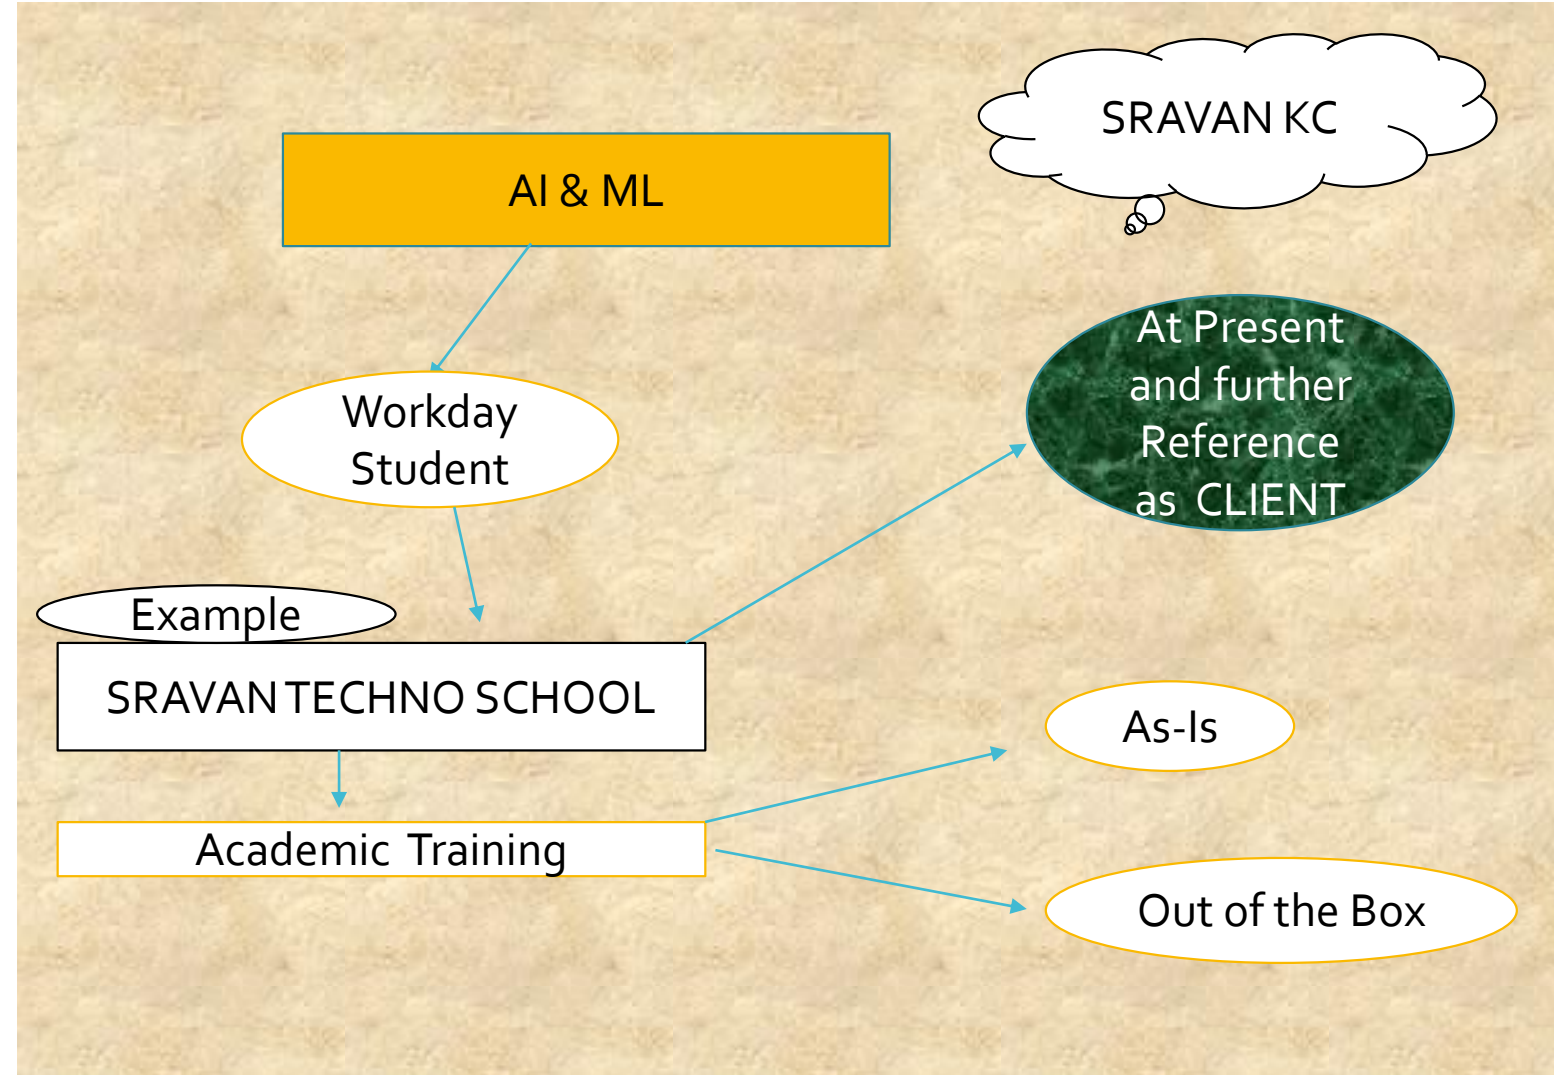 SRAVAN KC
AI & ML
At Present
and further
Reference
as CLIENT
Workday
Student
Example
SRAVAN TECHNO SCHOOL
As-Is
Academic Training
Out of the Box